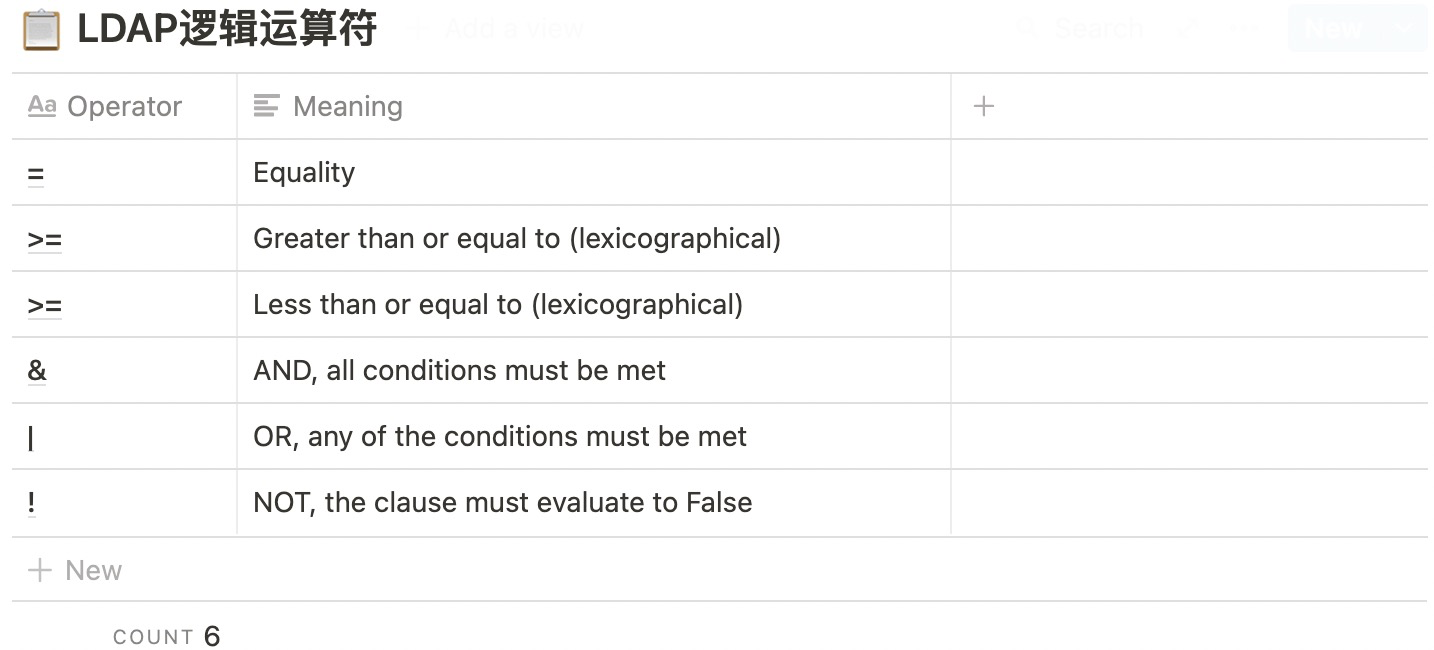 LDAP逻辑运算符 + Add a view Search New
Aa Operator Meaning +
= Equality
>= Greater than or equal to (lexicographical)
>= Less than or equal to (lexicographical)
& AND, all conditions must be met
| OR, any of the conditions must be met
! NOT, the clause must evaluate to False
+ New
COUNT 6